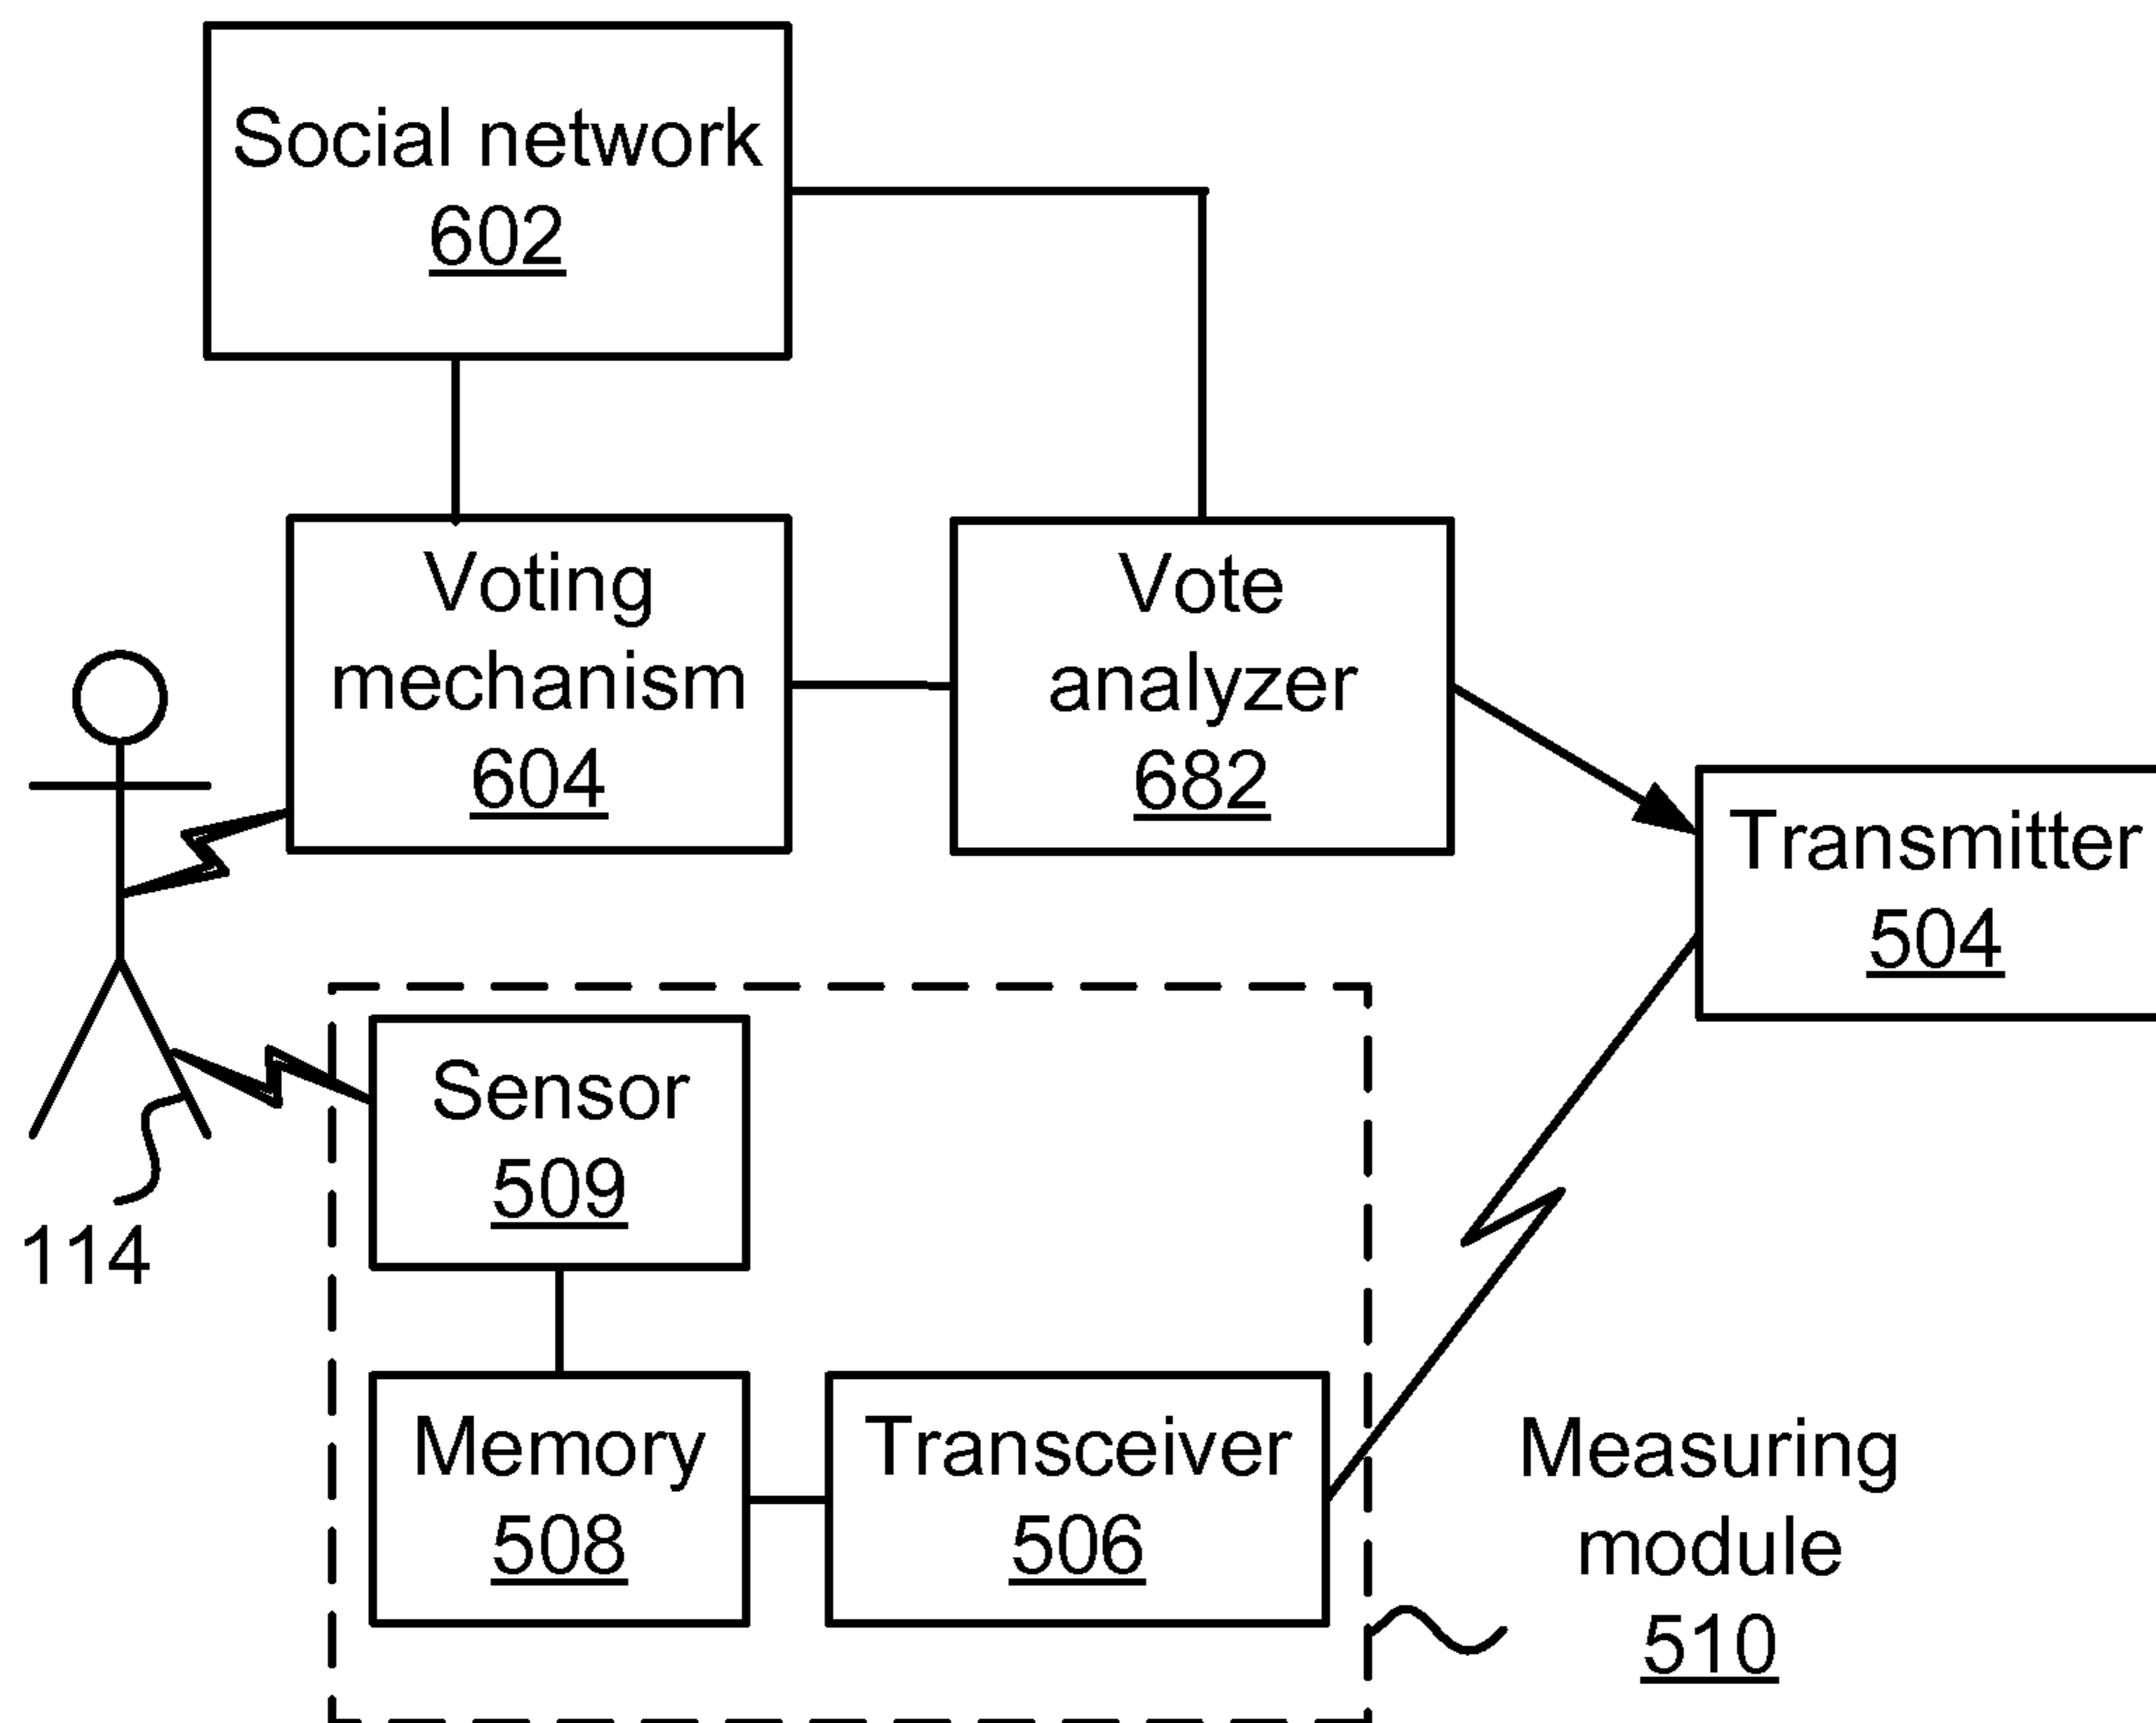 Social network
602
Voting
mechanism
604
Vote
analyzer
682
Transmitter
504
Sensor
509
114
Memory
508
Transceiver
506
Measuring
module
510